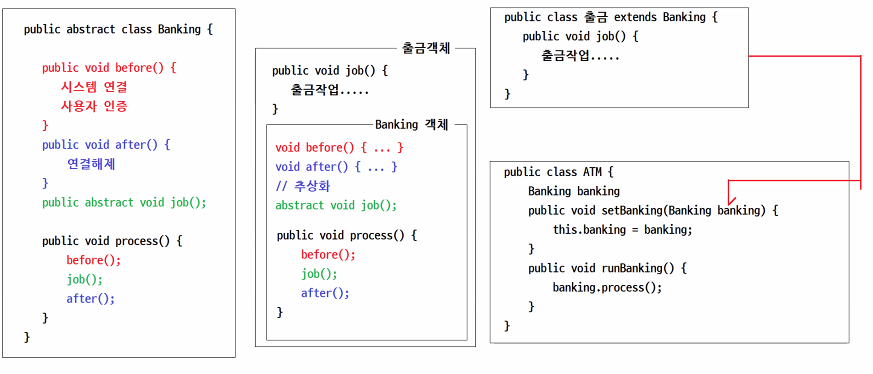 public abstract class Banking {
public void before() {
시스템 연결
사용자 인증
}
public void after() {
연결해제
}
public abstract void job();
public void process() {
before();
job();
after();
}
}
출금객체
public void job() {
출금작업.....
}
Banking 객체
void before() { ... }
void after() { ... }
// 추상화
abstract void job();
public void process() {
before();
job();
after();
}
public class 출금 extends Banking {
public void job() {
출금작업.....
}
}
public class ATM {
Banking banking
public void setBanking(Banking banking) {
this.banking = banking;
}
public void runBanking() {
banking.process();
}
}